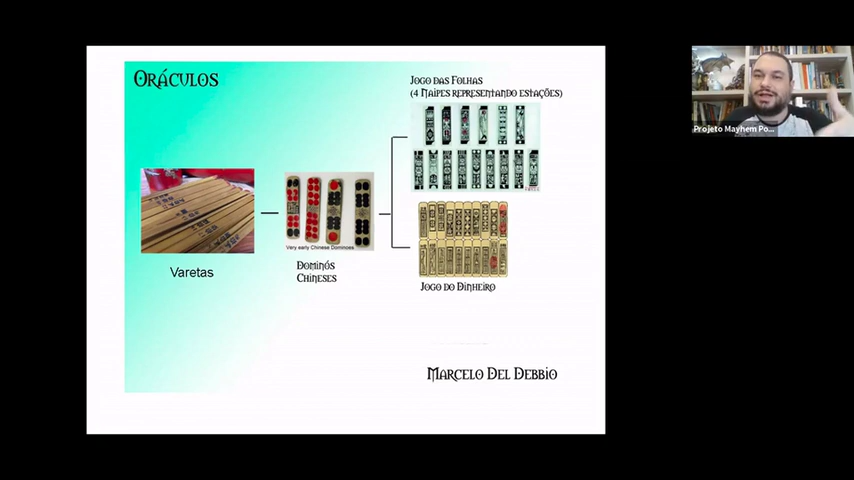 Oráculos
Jogo das Folhas
(4 Naipes representando estações)
Varetas
Very early Chinese Dominoes
Dominós
Chineses
Jogo do Dinheiro
Marcelo Del Debbio
Projeto Mayhem Po...